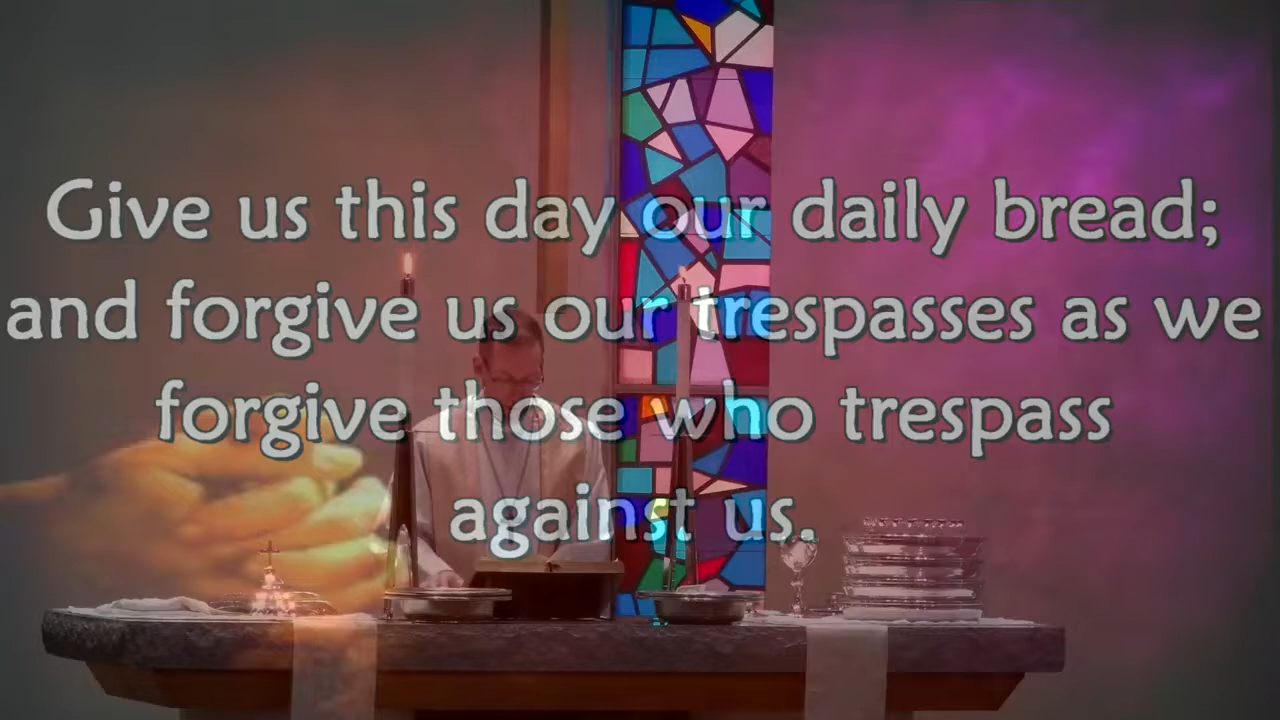 Give us this day our daily bread;
and forgive us our trespasses as we
forgive those who trespass
against us.